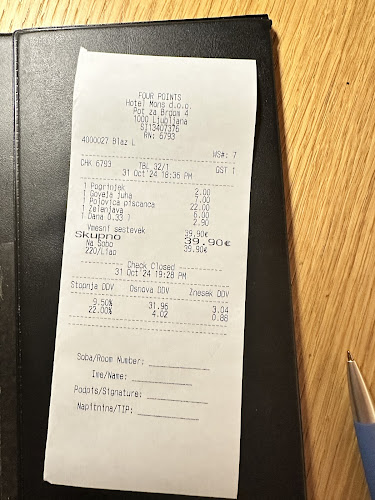 FOUR POINTS
Hotel Mons d.o.o.
Pot za Brdom 4
1000 Ljubljana
SI13407376
RN: 6793
4000027 Blaz L
WS#: 7
CHK 6793 TBL 32/1 GST 1
31 Oct'24 18:35 PM
1 Pogrinjek 2.00
1 Goveja juha 7.00
1 Polovica piscanca 22.00
1 Zelenjava 6.00
1 Dana 0.33 2.90
Vmesni sestevek 39.90€
Skupno 39.90€
Na Sobo 39.90€
Check Closed
31 Oct'24 19:28 PM
Stopnja DDV Osnova DDV Znesek DDV
9.50% 31.96 3.04
22.00% 4.02 0.88
Soba/Room Number:
Ime/Name:
Podpis/Signature:
Napitnina/TIP: